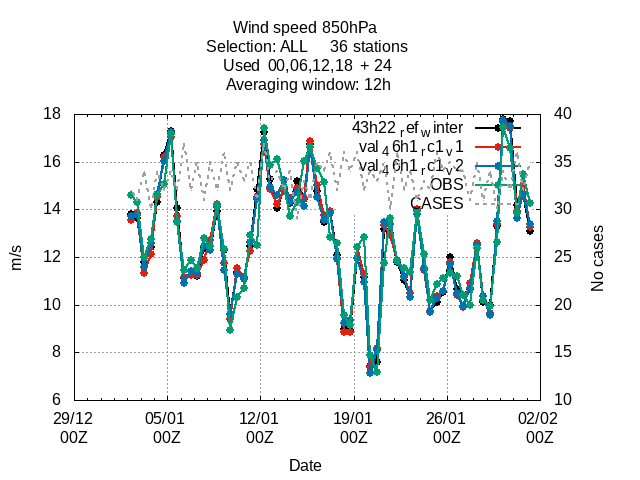 Wind speed 850hPa
Selection: ALL 36 stations
Used 00,06,12,18 + 24
Averaging window: 12h
18 40
43h22_ref_winter
val_46h1_rc1_v1
16 35
val_46h1_rc1_v2
OBS
CASES
14 30
m/s
No cases
12 25
10 20
8 15
6 10
29/12 05/01 12/01 19/01 26/01 02/02
00Z 00Z 00Z 00Z 00Z 00Z
Date